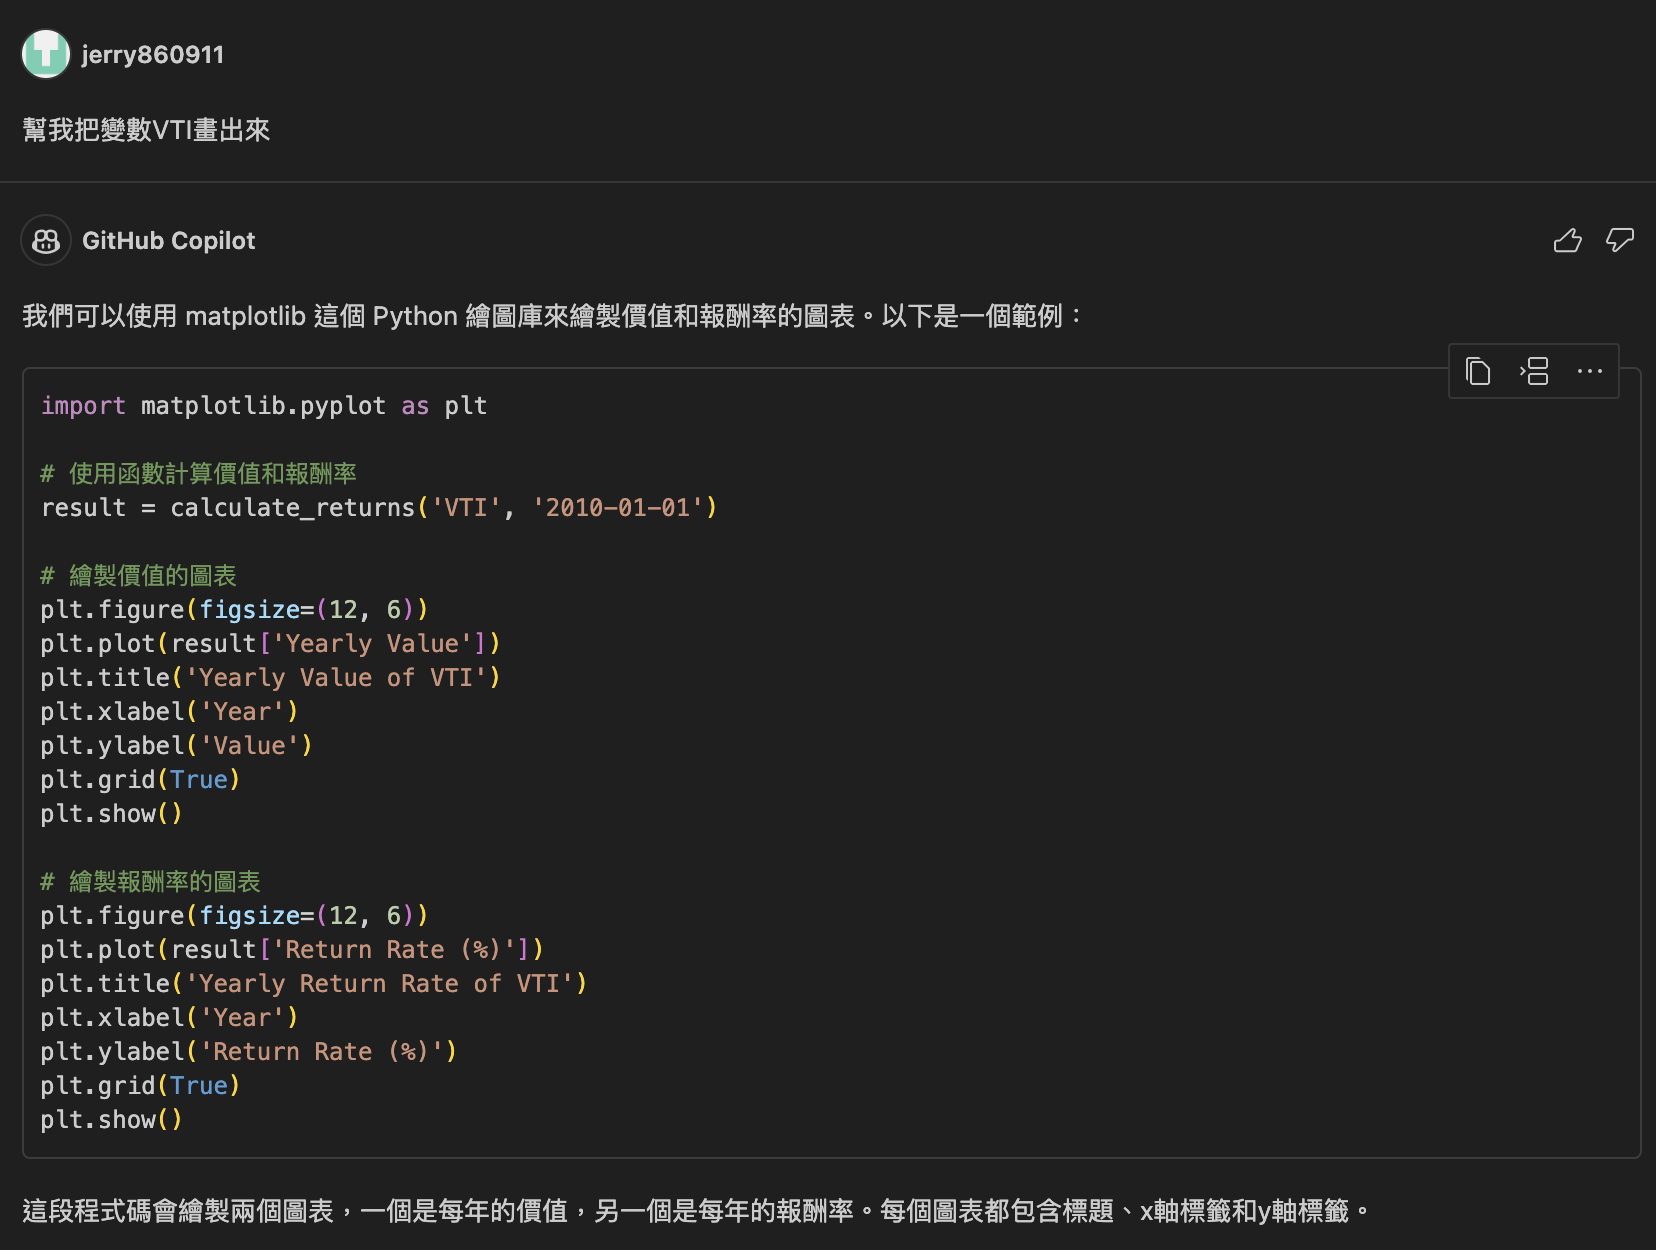 jerry860911
幫我把變數VTI畫出來
GitHub Copilot
我們可以使用 matplotlib 這個 Python 繪圖庫來繪製價值和報酬率的圖表。以下是一個範例：
import matplotlib.pyplot as plt
# 使用函數計算價值和報酬率
result = calculate_returns('VTI', '2010-01-01')
# 繪製價值的圖表
plt.figure(figsize=(12, 6))
plt.plot(result['Yearly Value'])
plt.title('Yearly Value of VTI')
plt.xlabel('Year')
plt.ylabel('Value')
plt.grid(True)
plt.show()
# 繪製報酬率的圖表
plt.figure(figsize=(12, 6))
plt.plot(result['Return Rate (%)'])
plt.title('Yearly Return Rate of VTI')
plt.xlabel('Year')
plt.ylabel('Return Rate (%)')
plt.grid(True)
plt.show()
這段程式碼會繪製兩個圖表，一個是每年的價值，另一個是每年的報酬率。每個圖表都包含標題、x軸標籤和y軸標籤。